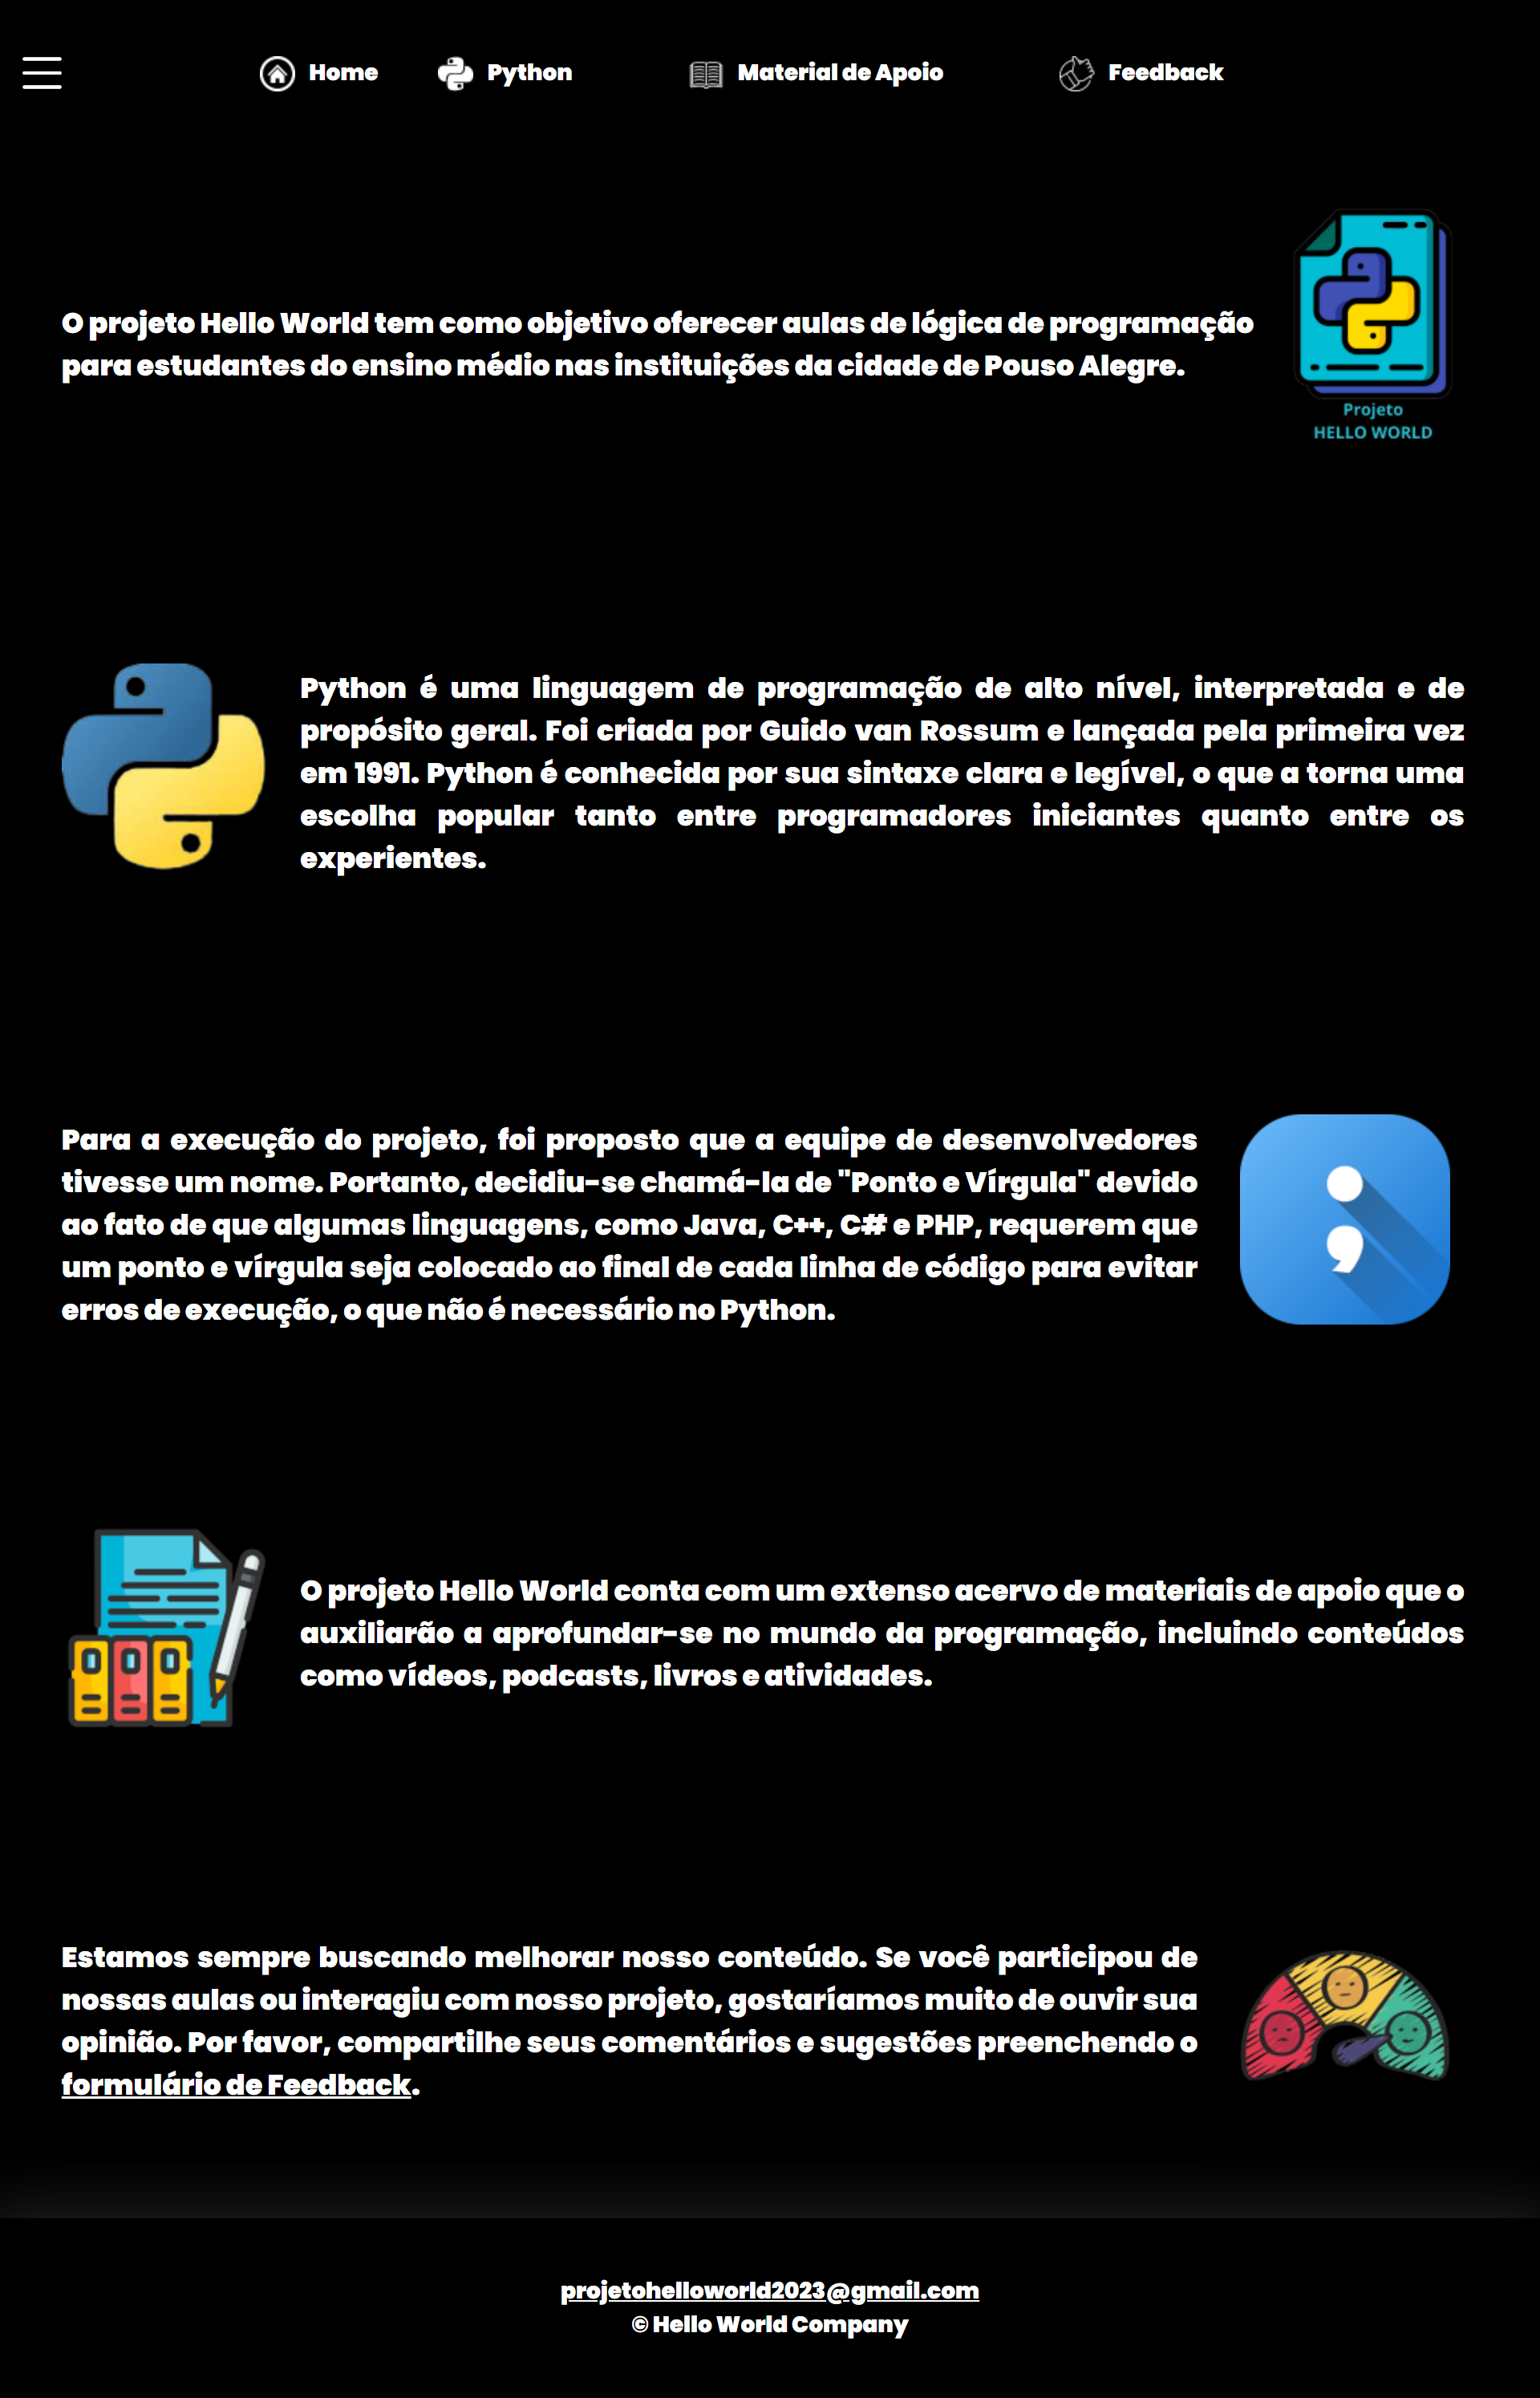 Home Python Material de Apoio Feedback
O projeto Hello World tem como objetivo oferecer aulas de lógica de programação
para estudantes do ensino médio nas instituições da cidade de Pouso Alegre.
Projeto
HELLO WORLD
Python é uma linguagem de programação de alto nível, interpretada e de
propósito geral. Foi criada por Guido van Rossum e lançada pela primeira vez
em 1991. Python é conhecida por sua sintaxe clara e legível, o que a torna uma
escolha popular tanto entre programadores iniciantes quanto entre os
experientes.
Para a execução do projeto, foi proposto que a equipe de desenvolvedores
tivesse um nome. Portanto, decidiu-se chamá-la de "Ponto e Vírgula" devido
ao fato de que algumas linguagens, como Java, C++, C# e PHP, requerem que
um ponto e vírgula seja colocado ao final de cada linha de código para evitar
erros de execução, o que não é necessário no Python.
;
O projeto Hello World conta com um extenso acervo de materiais de apoio que o
auxiliarão a aprofundar-se no mundo da programação, incluindo conteúdos
como vídeos, podcasts, livros e atividades.
Estamos sempre buscando melhorar nosso conteúdo. Se você participou de
nossas aulas ou interagiu com nosso projeto, gostaríamos muito de ouvir sua
opinião. Por favor, compartilhe seus comentários e sugestões preenchendo o
formulário de Feedback.
projetohelloworld2023@gmail.com
© Hello World Company